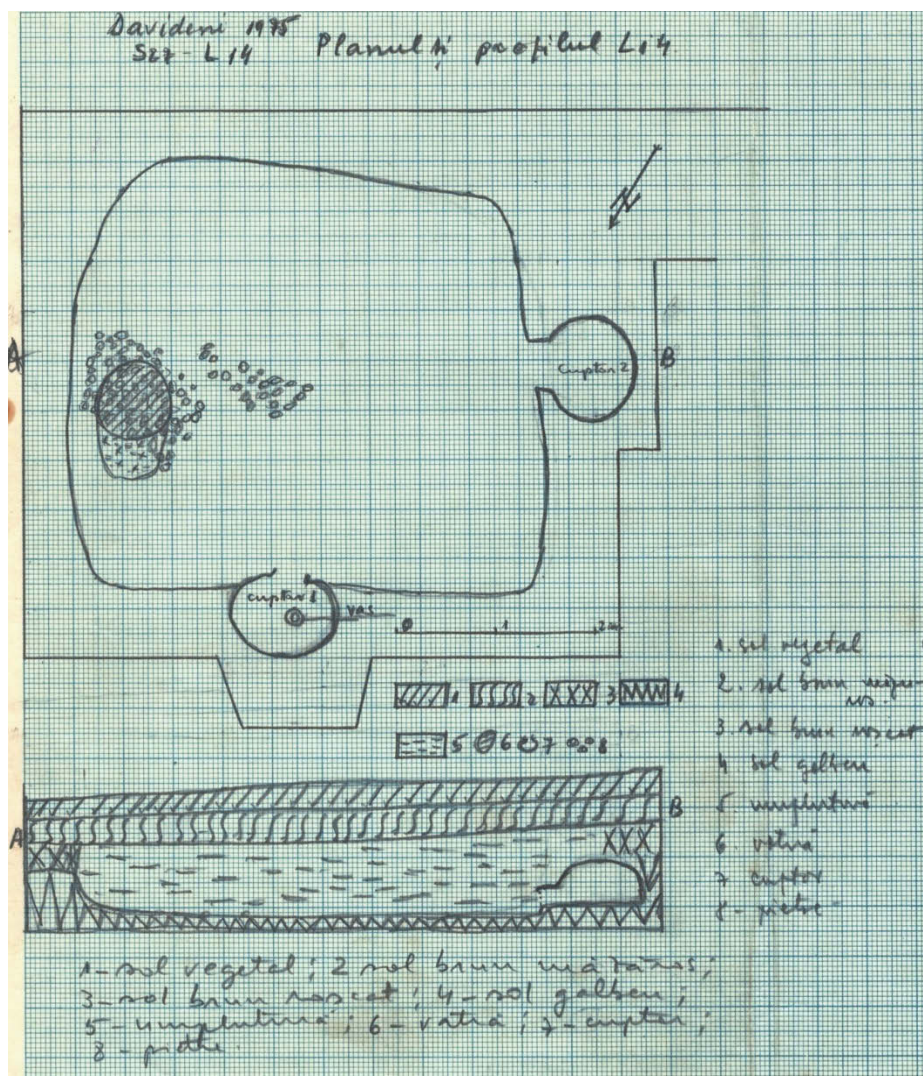 Davideni 1975
S27 - L14
Planul și profilul L14
A
B
cuptor 2
cuptor 1
vas
0 1 2m
1 2 3 4
5 6 7 8
1. sol vegetal
2. sol brun
3. sol brun roșcat
4 sol galben
5 umplutură
6. vatră
7 cuptor
8 - pietre
A
B
1 - sol vegetal; 2 sol brun măzăros;
3 - sol brun roșcat; 4 - sol galben;
5 - umplutură; 6 - vatră; 7 - cuptor;
8 - pietre.